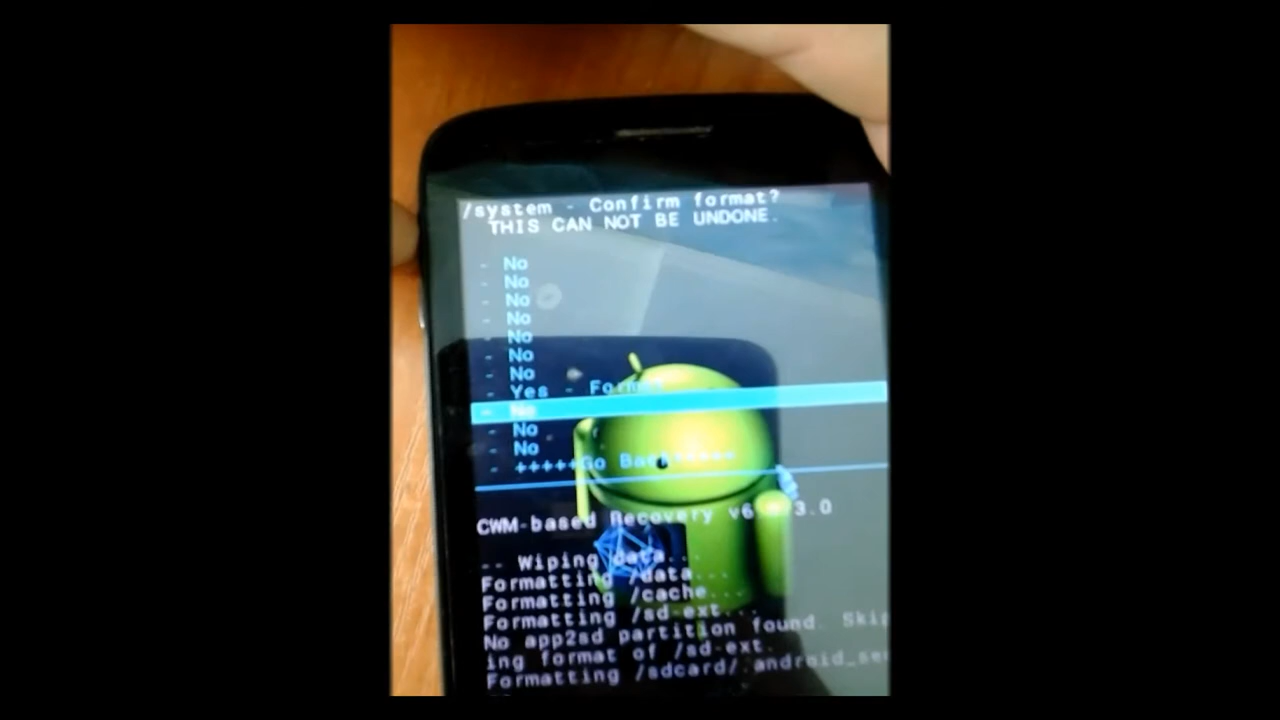 /system - Confirm format?
THIS CAN NOT BE UNDONE.
- No
- No
- No
- No
- No
- No
- No
- Yes - Format
- No
- No
- No
- +++++Go Back+++++
CWM-based Recovery
-- Wiping data...
Formatting /data...
Formatting /cache...
Formatting /sd-ext...
No app2sd partition found. Skip
ing format of /sd-ext.
Formatting /sdcard/.android_sec